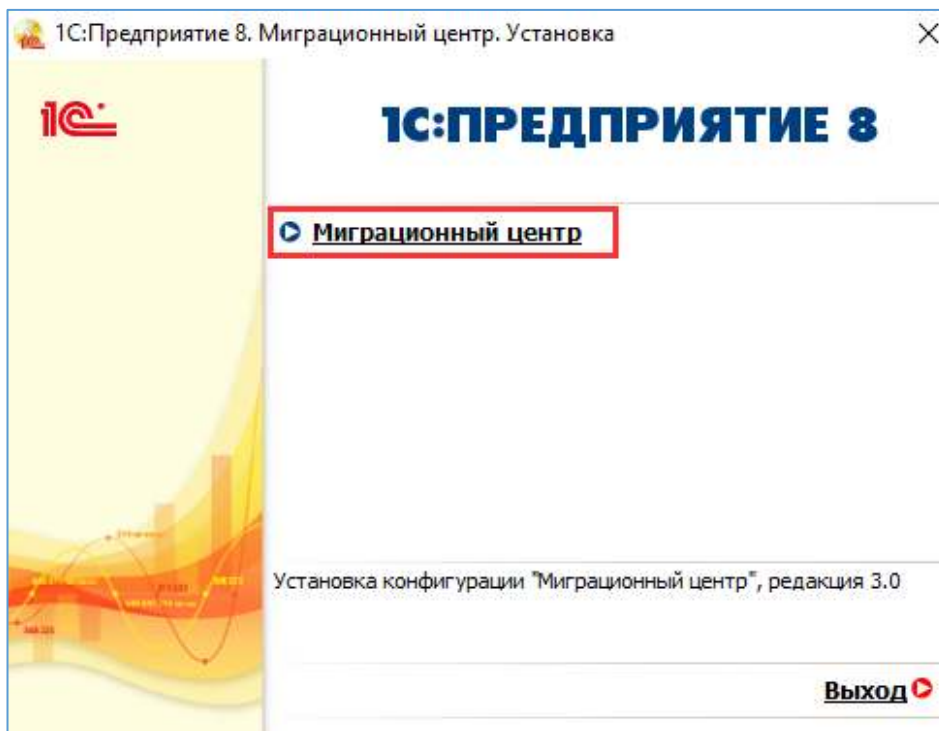 1С:Предприятие 8. Миграционный центр. Установка
1С
1С:ПРЕДПРИЯТИЕ 8
Миграционный центр
Установка конфигурации "Миграционный центр", редакция 3.0
Выход